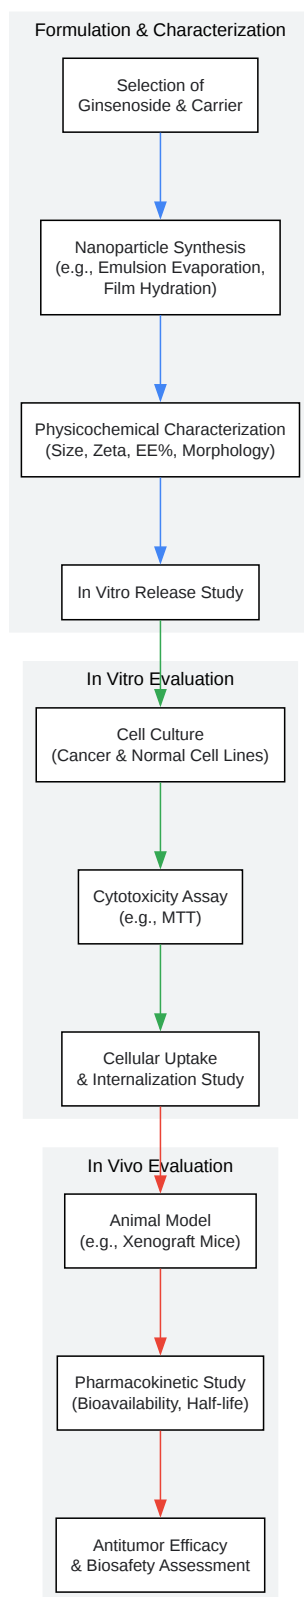 Formulation & Characterization
Selection of
Ginsenoside & Carrier
Nanoparticle Synthesis
(e.g., Emulsion Evaporation,
Film Hydration)
Physicochemical Characterization
(Size, Zeta, EE%, Morphology)
In Vitro Release Study
In Vitro Evaluation
Cell Culture
(Cancer & Normal Cell Lines)
Cytotoxicity Assay
(e.g., MTT)
Cellular Uptake
& Internalization Study
In Vivo Evaluation
Animal Model
(e.g., Xenograft Mice)
Pharmacokinetic Study
(Bioavailability, Half-life)
Antitumor Efficacy
& Biosafety Assessment